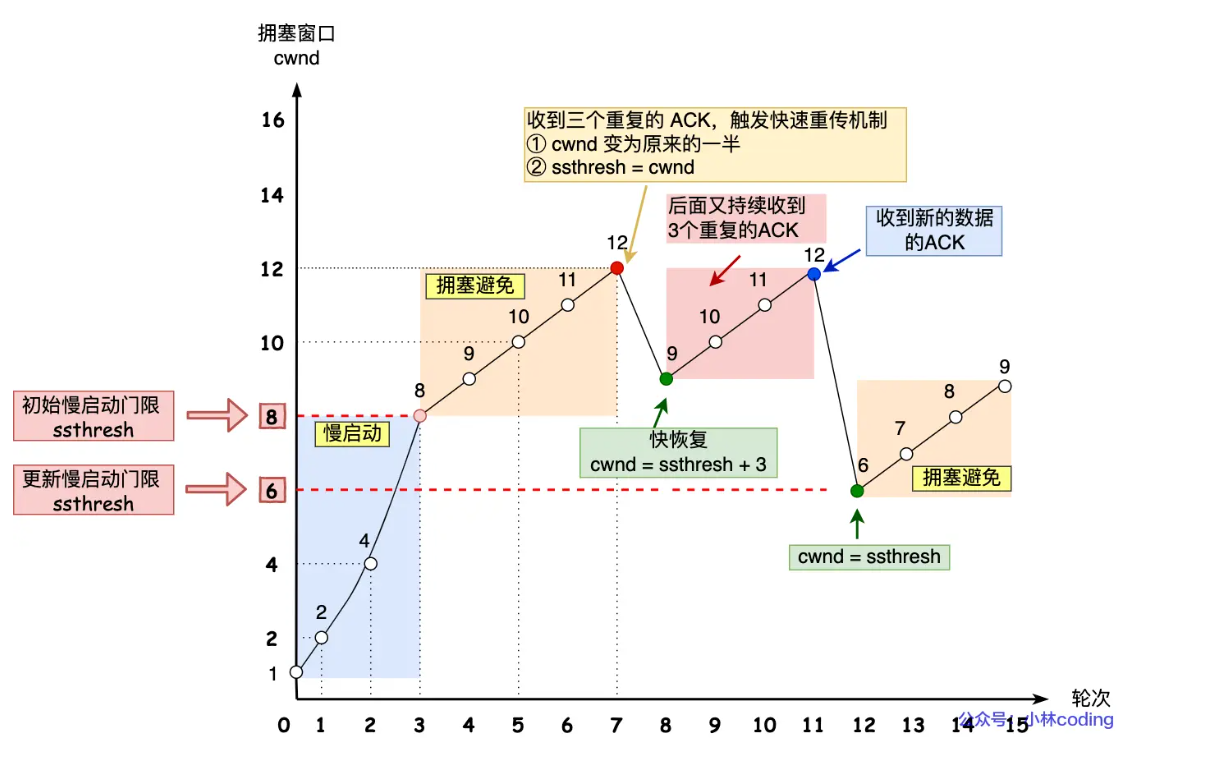 拥塞窗口
cwnd
16
收到三个重复的 ACK，触发快速重传机制
① cwnd 变为原来的一半
② ssthresh = cwnd
14
后面又持续收到
3个重复的ACK
收到新的数据
的ACK
12
12
12
拥塞避免
11
11
10
10
10
9
9
9
8
初始慢启动门限
ssthresh
8
慢启动
快恢复
cwnd = ssthresh + 3
8
7
6
拥塞避免
更新慢启动门限
ssthresh
6
4
4
cwnd = ssthresh
2
2
1
0 1 2 3 4 5 6 7 8 9 10 11 12 13 14 15
轮次
公众号：小林coding